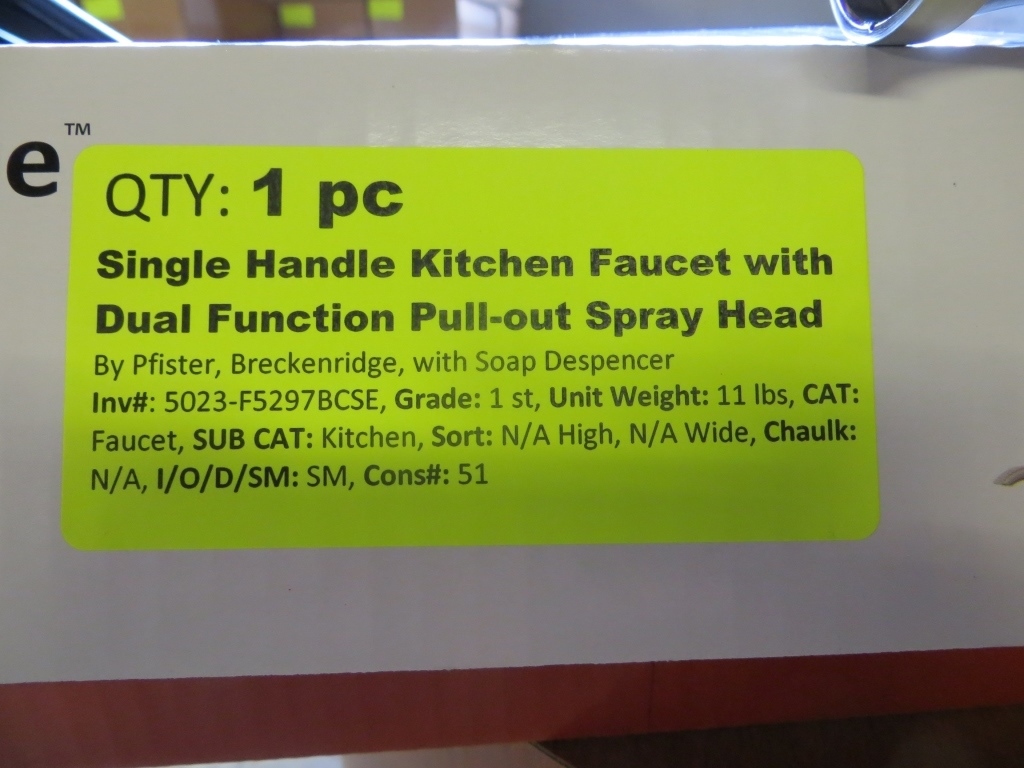 e™
QTY: 1 pc
Single Handle Kitchen Faucet with
Dual Function Pull-out Spray Head
By Pfister, Breckenridge, with Soap Despencer
Inv#: 5023-F5297BCSE, Grade: 1 st, Unit Weight: 11 lbs, CAT:
Faucet, SUB CAT: Kitchen, Sort: N/A High, N/A Wide, Chaulk:
N/A, I/O/D/SM: SM, Cons#: 51